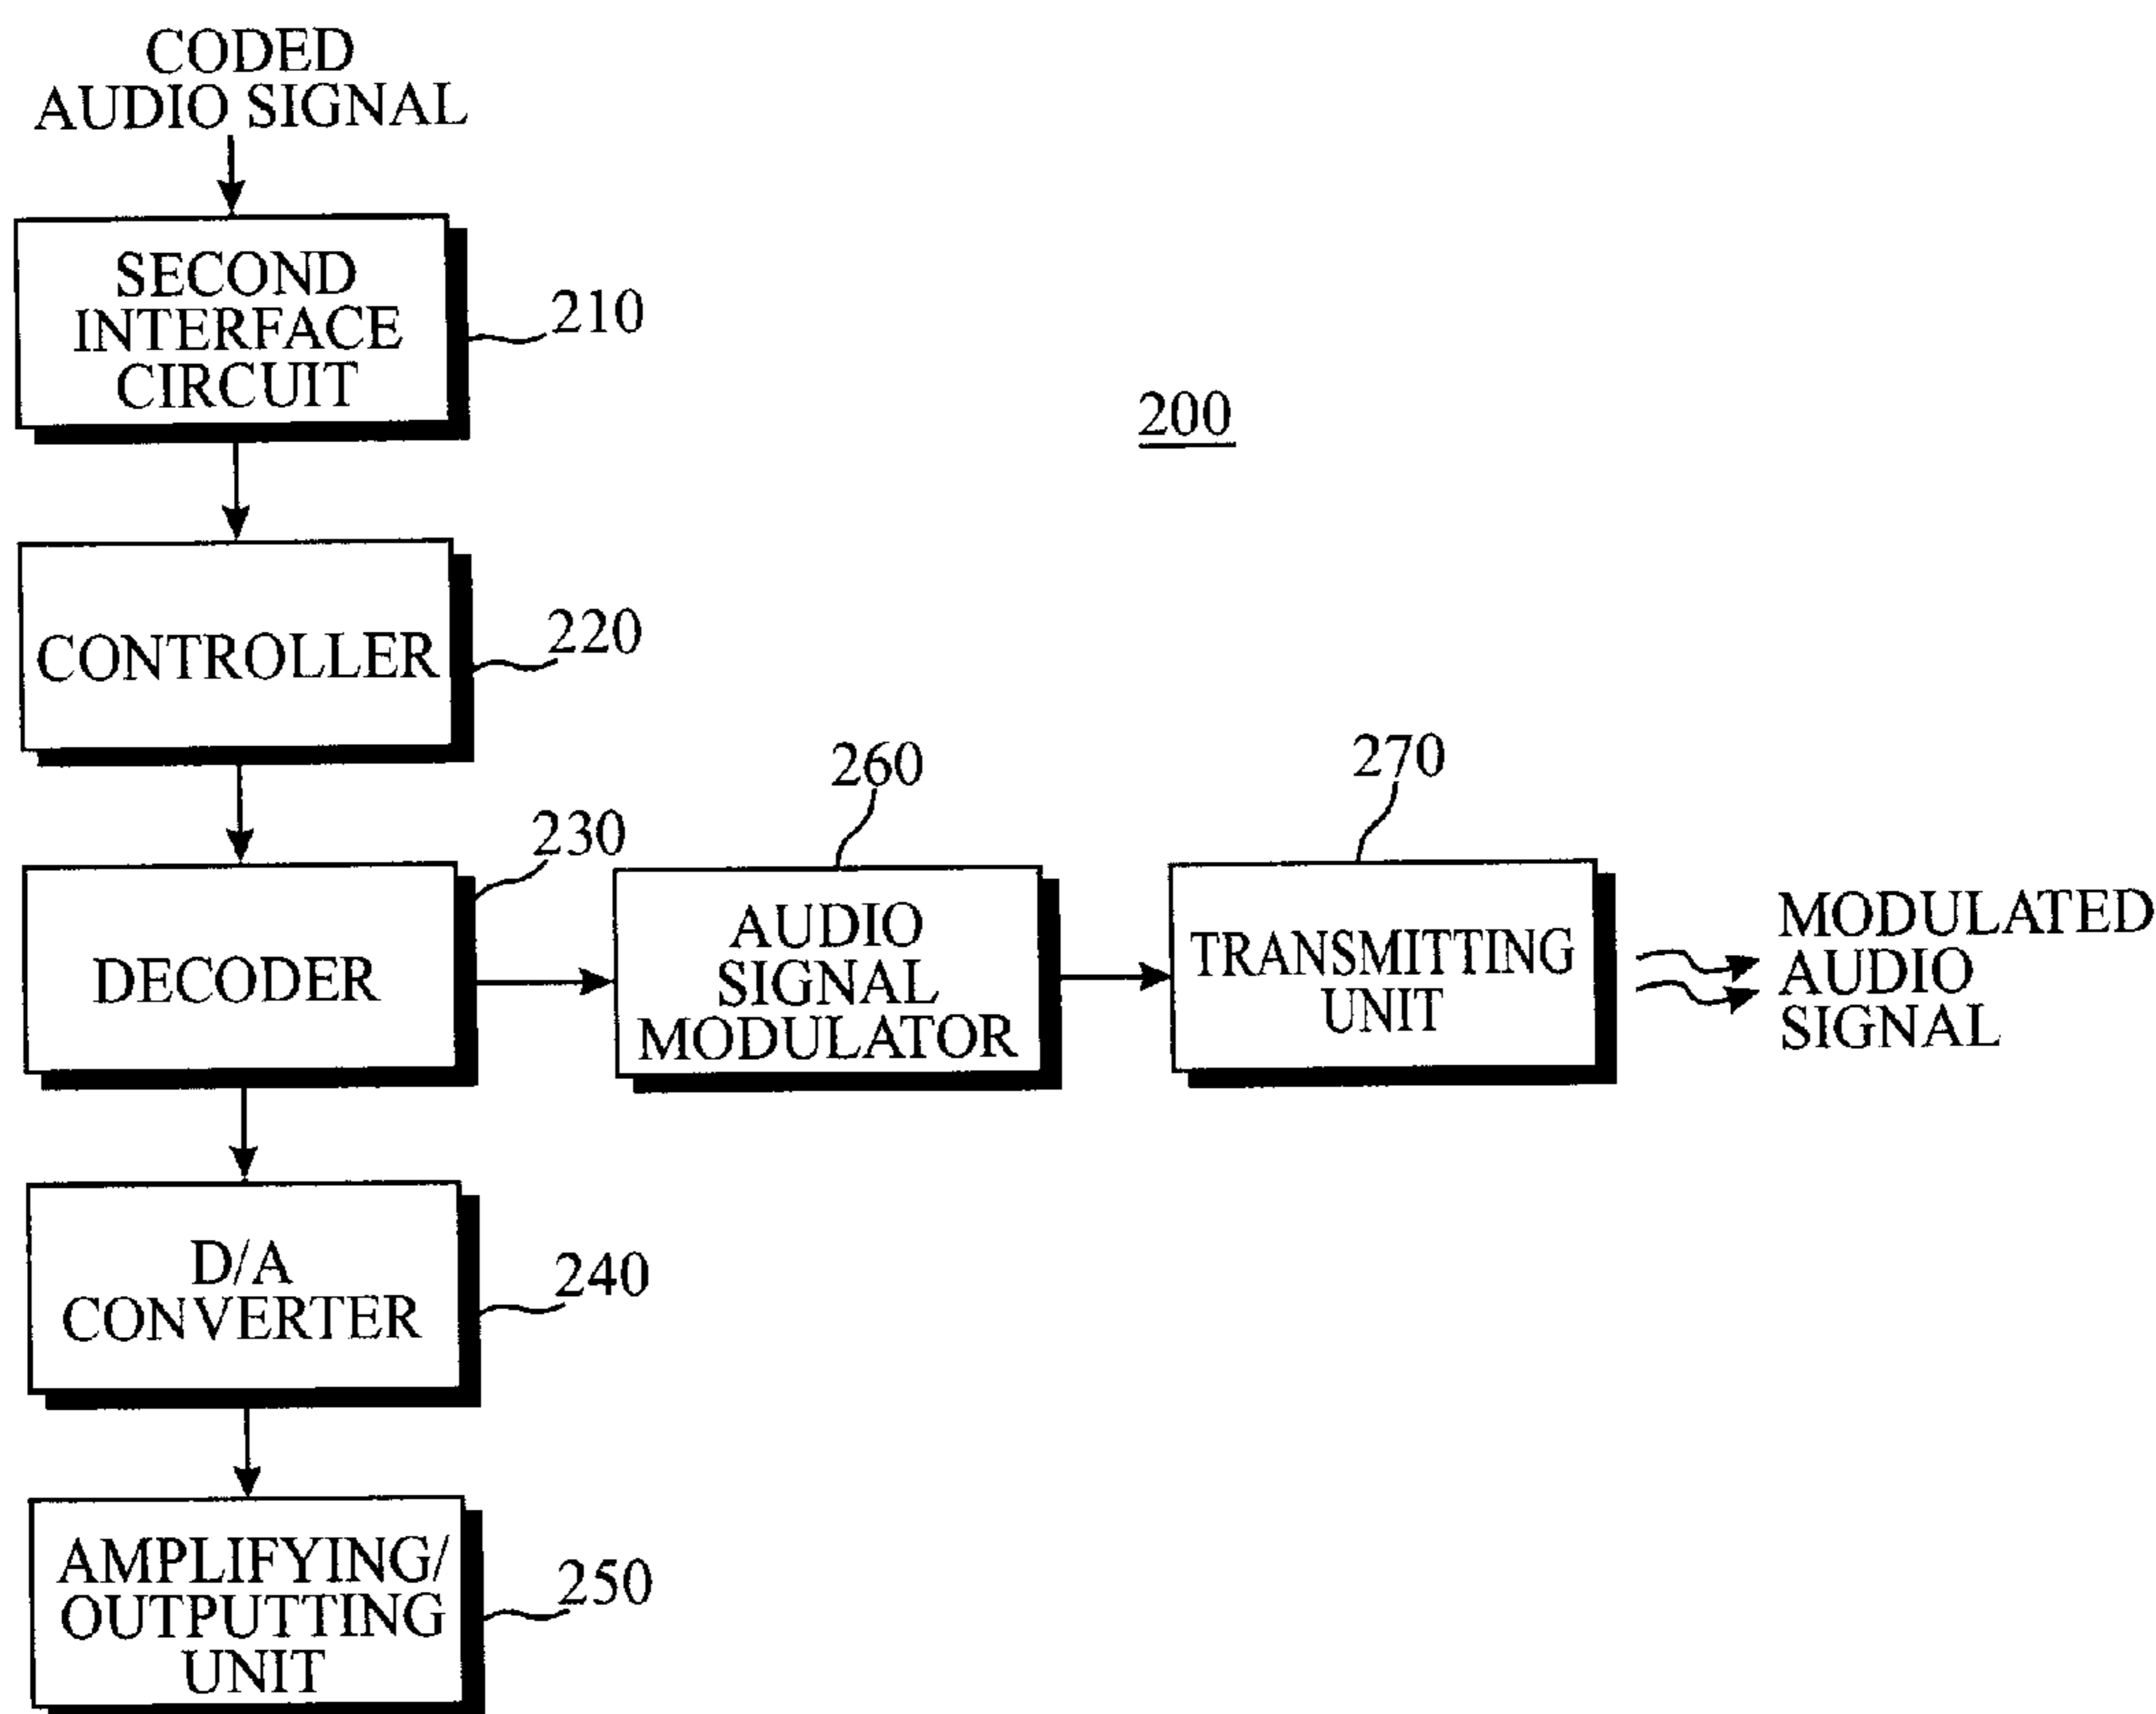 CODED
AUDIO SIGNAL
SECOND
INTERFACE
CIRCUIT
210
200
CONTROLLER
220
260
270
230
DECODER
AUDIO
SIGNAL
MODULATOR
TRANSMITTING
UNIT
MODULATED
AUDIO
SIGNAL
D/A
CONVERTER
240
AMPLIFYING/
OUTPUTTING
UNIT
250